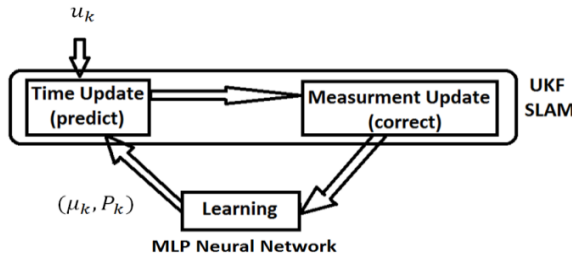 u_k
Time Update
(predict)
Measurment Update
(correct)
UKF
SLAM
(μ_k, P_k)
Learning
MLP Neural Network